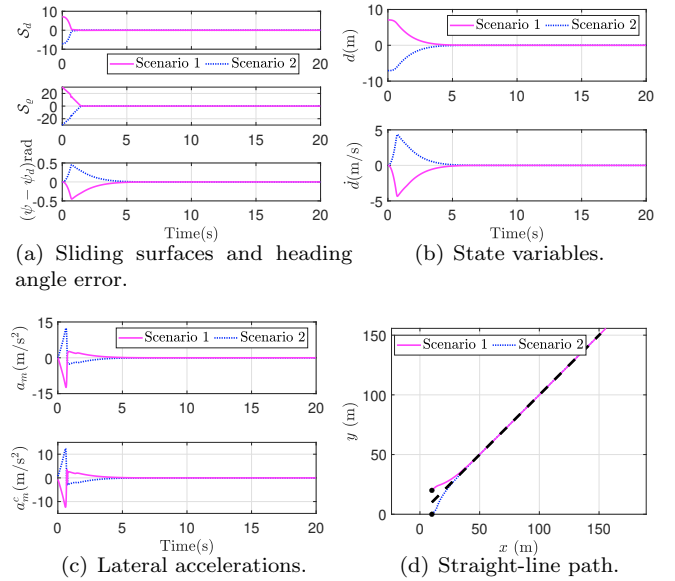 10
0
-10
0 5 10 15 20
𝒮_d
Scenario 1 Scenario 2
20
0
-20
0 5 10 15 20
𝒮_ϱ
0.5
0
-0.5
0 5 10 15 20
(ψ − ψ_d)rad
Time(s)
(a) Sliding surfaces and heading
angle error.
10
0
-10
0 5 10 15 20
d(m)
Scenario 1 Scenario 2
5
0
-5
0 5 10 15 20
ḋ(m/s)
Time(s)
(b) State variables.
15
0
-15
0 5 10 15 20
a_m(m/s²)
Scenario 1 Scenario 2
10
0
-10
0 5 10 15 20
a_m^c(m/s²)
Time(s)
(c) Lateral accelerations.
150
100
50
0
0 50 100 150
y (m)
Scenario 1 Scenario 2
x (m)
(d) Straight-line path.